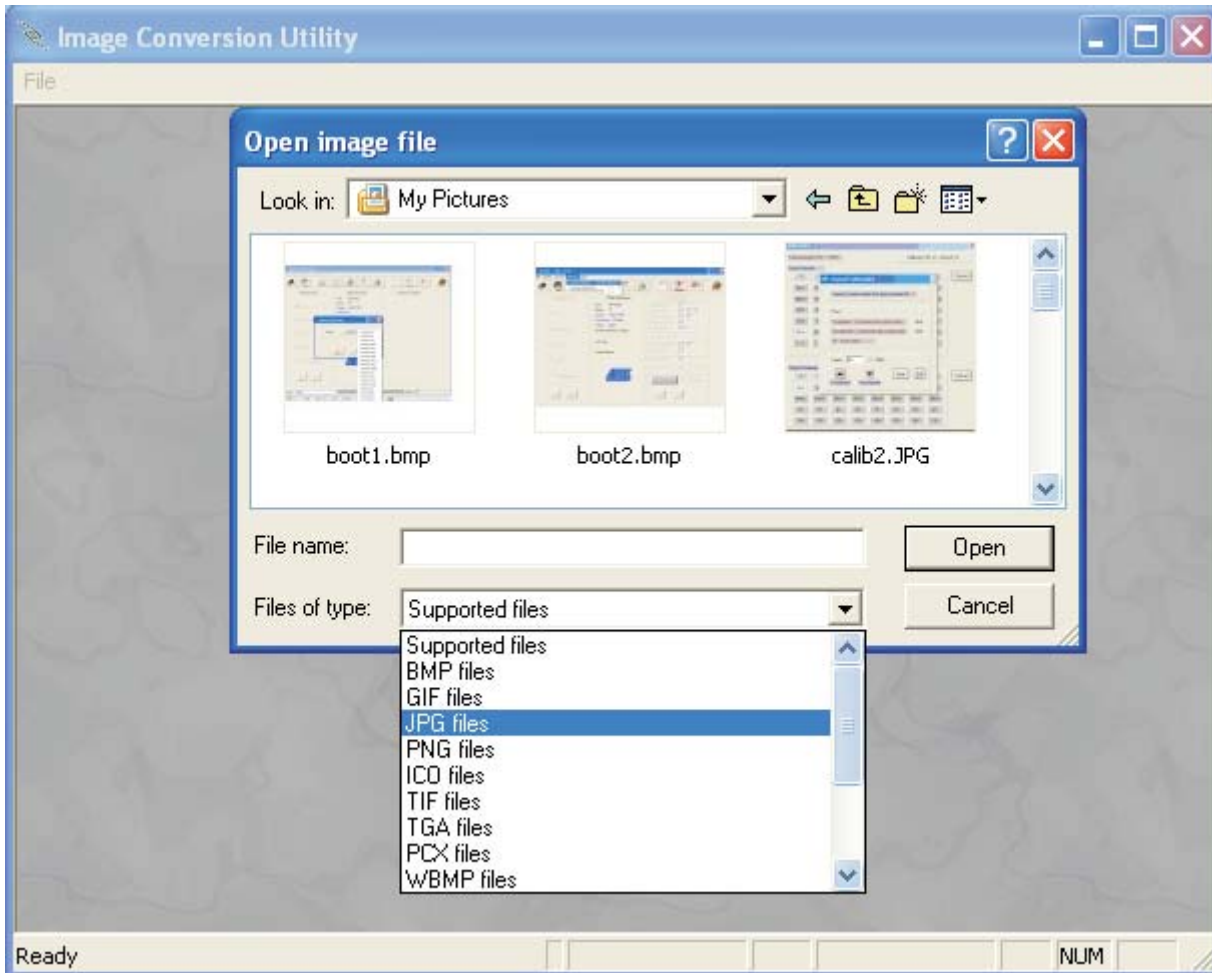 Image Conversion Utility
File
Open image file
Look in: My Pictures
boot1.bmp boot2.bmp calib2.JPG
File name: Open
Files of type: Supported files Cancel
Supported files
BMP files
GIF files
JPG files
PNG files
ICO files
TIF files
TGA files
PCX files
WBMP files
Ready NUM